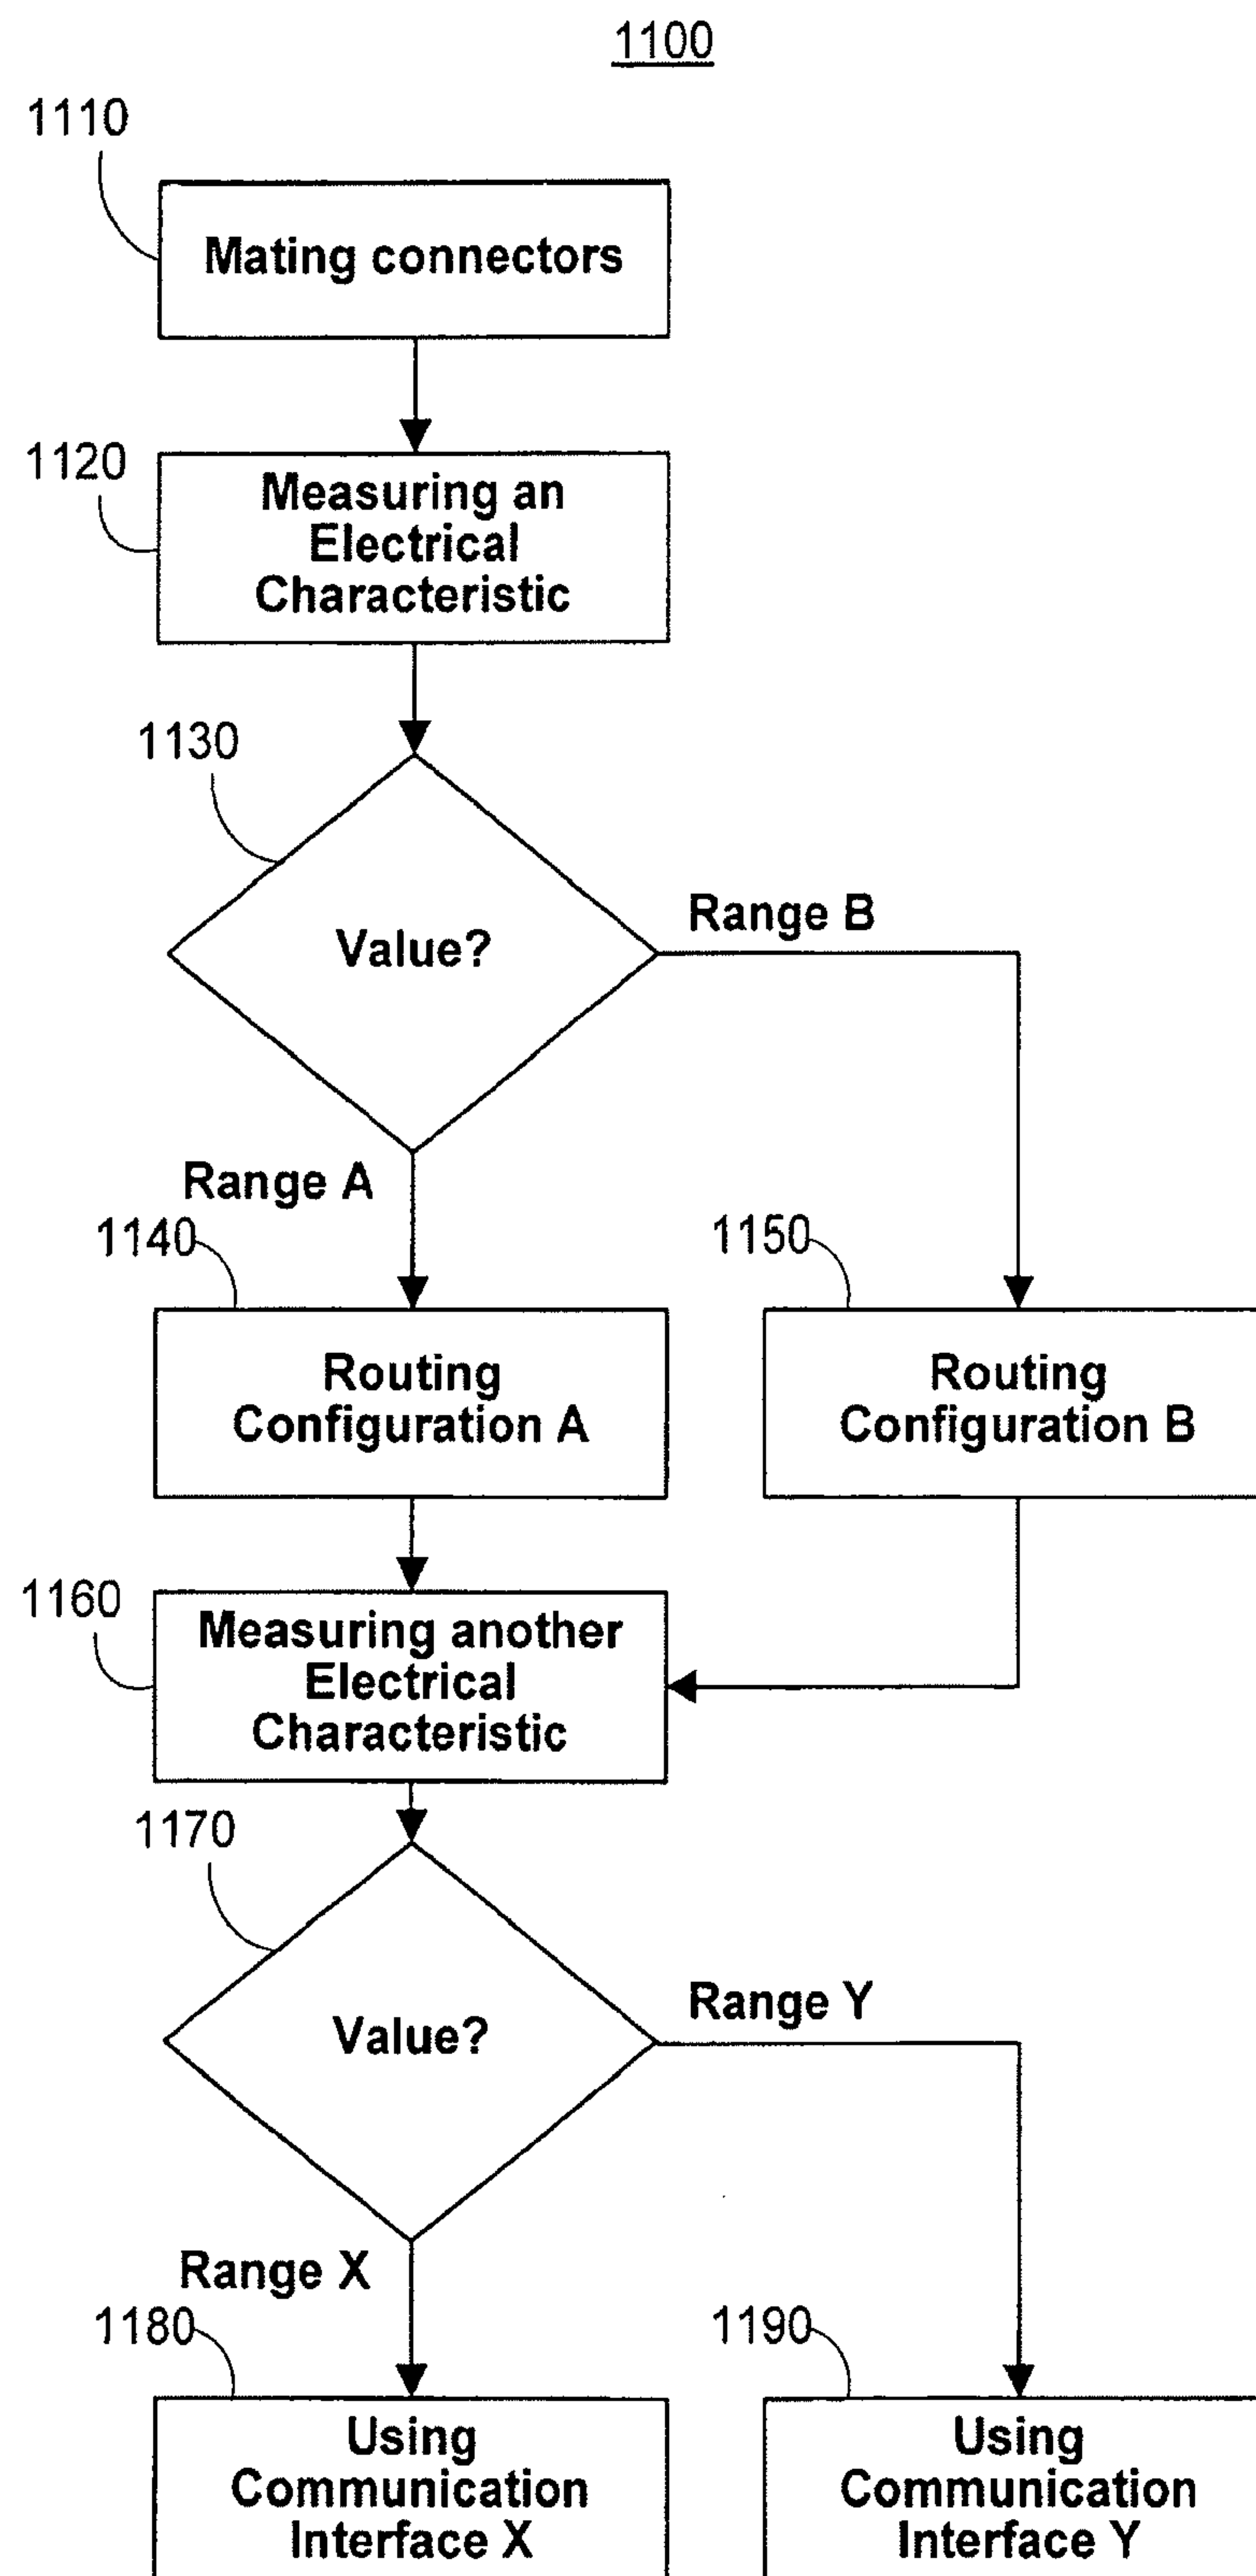 1100
1110
Mating connectors
1120
Measuring an
Electrical
Characteristic
1130
Value?
Range B
Range A
1140
1150
Routing
Configuration A
Routing
Configuration B
1160
Measuring another
Electrical
Characteristic
1170
Value?
Range Y
Range X
1180
1190
Using
Communication
Interface X
Using
Communication
Interface Y